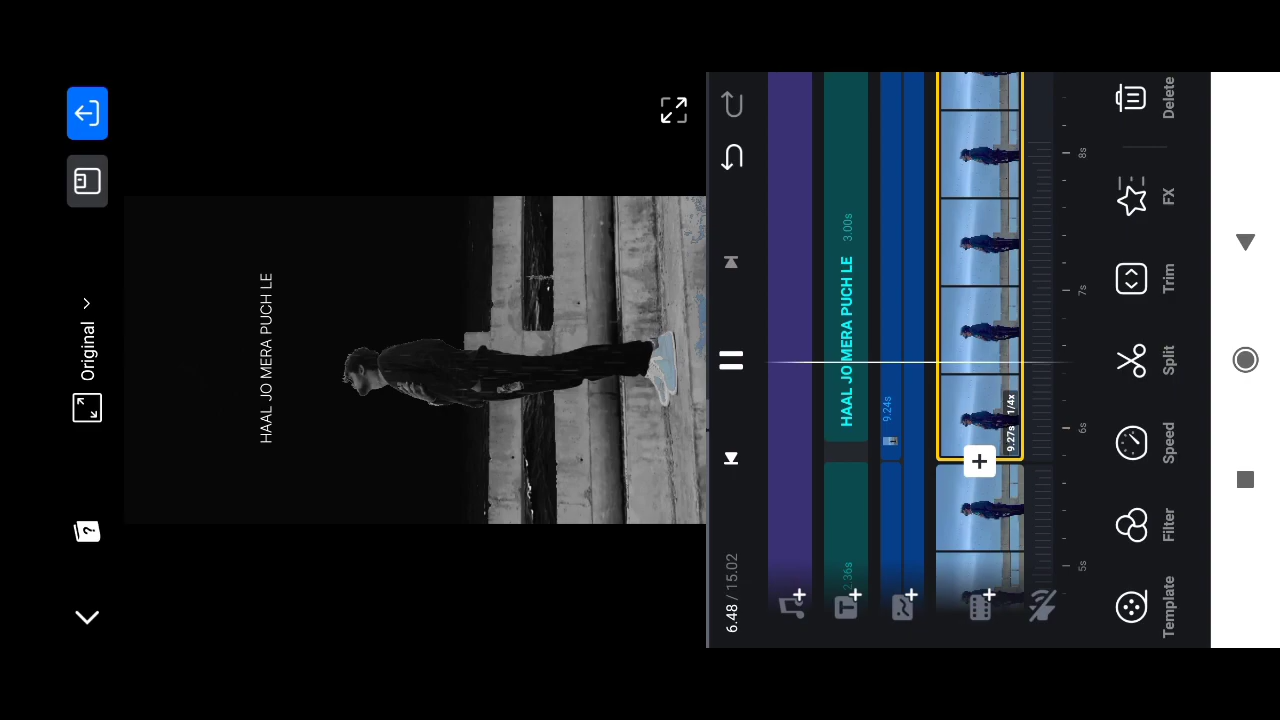 Original
?
HAAL JO MERA PUCH LE
6.48 / 15.02
3.00s
HAAL JO MERA PUCH LE
2.36s
9.24s
9.27s 1/4x
5s
6s
7s
8s
Template
Filter
Speed
Split
Trim
FX
Delete